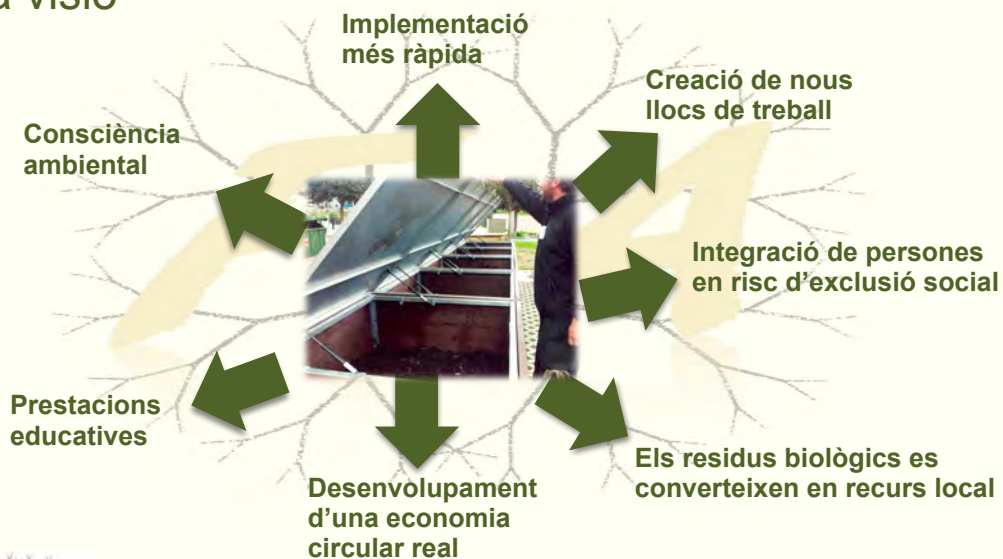 visió
Implementació
més ràpida
Creació de nous
llocs de treball
Consciència
ambiental
Integració de persones
en risc d'exclusió social
Prestacions
educatives
Els residus biològics es
converteixen en recurs local
Desenvolupament
d'una economia
circular real